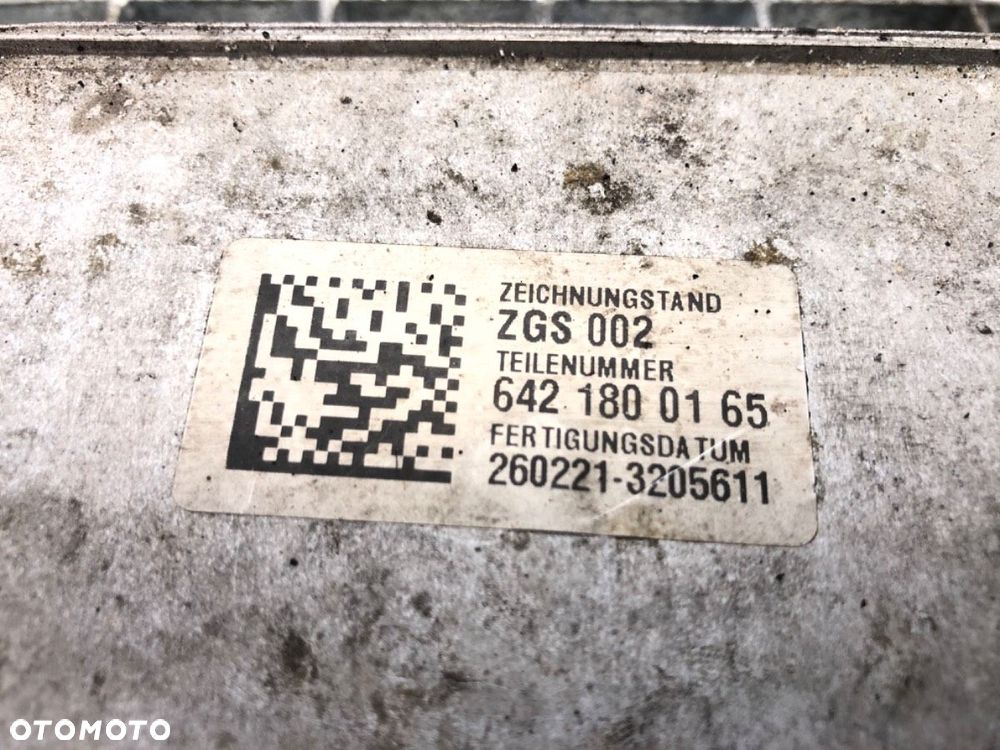 ZEICHNUNGSTAND
ZGS 002
TEILENUMMER
642 180 01 65
FERTIGUNGSDATUM
260221-3205611
OTOMOTO